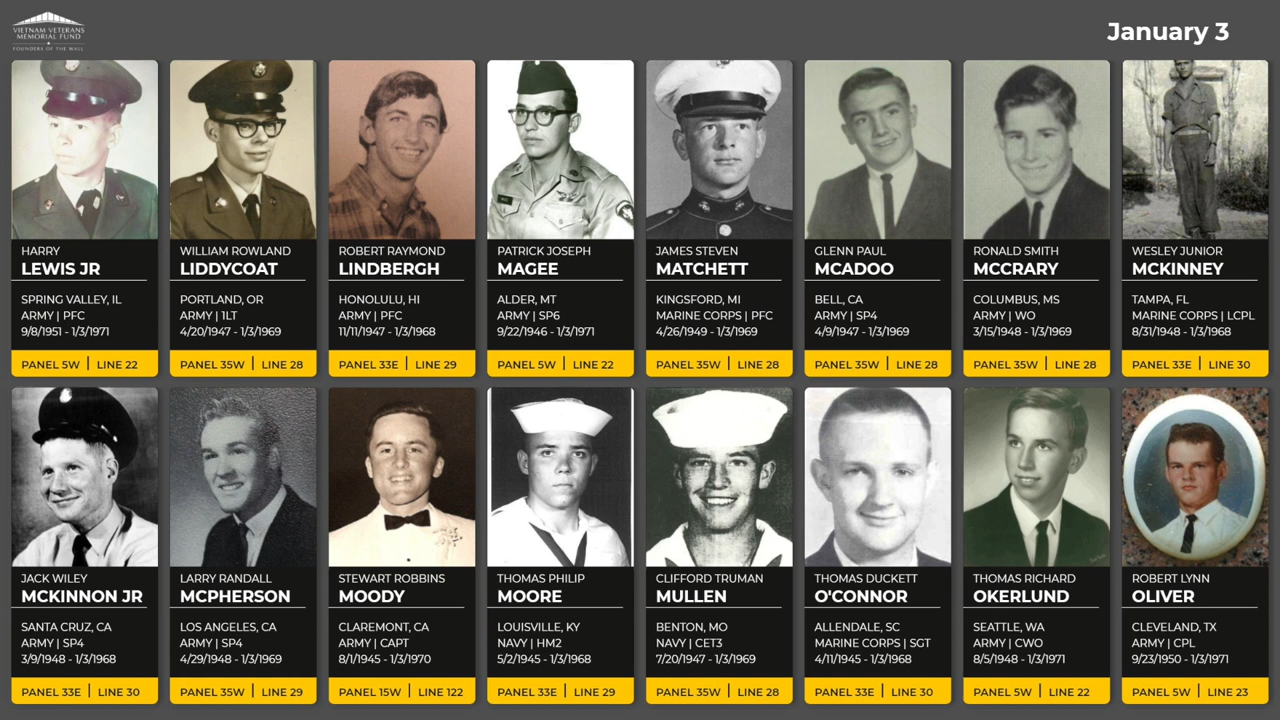 VIETNAM VETERANS
MEMORIAL FUND
FOUNDERS OF THE WALL
January 3
HARRY
LEWIS JR
SPRING VALLEY, IL
ARMY | PFC
9/8/1951 - 1/3/1971
PANEL 5W | LINE 22
WILLIAM ROWLAND
LIDDYCOAT
PORTLAND, OR
ARMY | 1LT
4/20/1947 - 1/3/1969
PANEL 35W | LINE 28
ROBERT RAYMOND
LINDBERGH
HONOLULU, HI
ARMY | PFC
11/11/1947 - 1/3/1968
PANEL 33E | LINE 29
PATRICK JOSEPH
MAGEE
ALDER, MT
ARMY | SP6
9/22/1946 - 1/3/1971
PANEL 5W | LINE 22
JAMES STEVEN
MATCHETT
KINGSFORD, MI
MARINE CORPS | PFC
4/26/1949 - 1/3/1969
PANEL 35W | LINE 28
GLENN PAUL
MCADOO
BELL, CA
ARMY | SP4
4/9/1947 - 1/3/1969
PANEL 35W | LINE 28
RONALD SMITH
MCCRARY
COLUMBUS, MS
ARMY | WO
3/15/1948 - 1/3/1969
PANEL 35W | LINE 28
WESLEY JUNIOR
MCKINNEY
TAMPA, FL
MARINE CORPS | LCPL
8/31/1948 - 1/3/1968
PANEL 33E | LINE 30
JACK WILEY
MCKINNON JR
SANTA CRUZ, CA
ARMY | SP4
3/9/1948 - 1/3/1968
PANEL 33E | LINE 30
LARRY RANDALL
MCPHERSON
LOS ANGELES, CA
ARMY | SP4
4/29/1948 - 1/3/1969
PANEL 35W | LINE 29
STEWART ROBBINS
MOODY
CLAREMONT, CA
ARMY | CAPT
8/1/1945 - 1/3/1970
PANEL 15W | LINE 122
THOMAS PHILIP
MOORE
LOUISVILLE, KY
NAVY | HM2
5/2/1945 - 1/3/1968
PANEL 33E | LINE 29
CLIFFORD TRUMAN
MULLEN
BENTON, MO
NAVY | CET3
7/20/1947 - 1/3/1969
PANEL 35W | LINE 28
THOMAS DUCKETT
O'CONNOR
ALLENDALE, SC
MARINE CORPS | SGT
4/11/1945 - 1/3/1968
PANEL 33E | LINE 30
THOMAS RICHARD
OKERLUND
SEATTLE, WA
ARMY | CWO
8/5/1948 - 1/3/1971
PANEL 5W | LINE 22
ROBERT LYNN
OLIVER
CLEVELAND, TX
ARMY | CPL
9/23/1950 - 1/3/1971
PANEL 5W | LINE 23